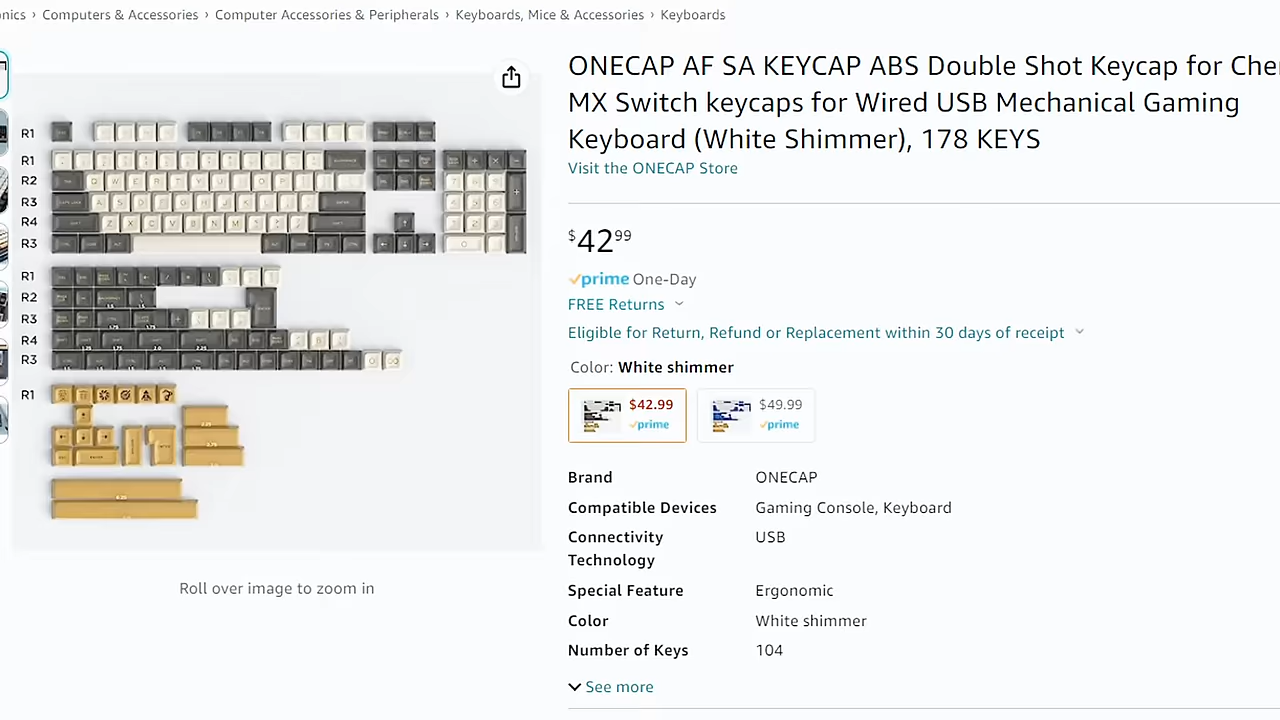 nics › Computers & Accessories › Computer Accessories & Peripherals › Keyboards, Mice & Accessories › Keyboards
ONECAP AF SA KEYCAP ABS Double Shot Keycap for Che
MX Switch keycaps for Wired USB Mechanical Gaming
Keyboard (White Shimmer), 178 KEYS
Visit the ONECAP Store
$42 99
prime One-Day
FREE Returns
Eligible for Return, Refund or Replacement within 30 days of receipt
Color: White shimmer
$42.99
prime
$49.99
prime
Brand ONECAP
Compatible Devices Gaming Console, Keyboard
Connectivity Technology USB
Special Feature Ergonomic
Color White shimmer
Number of Keys 104
See more
R1
R1
R2
R3
R4
R3
R1
R2
R3
R4
R3
R1
Roll over image to zoom in